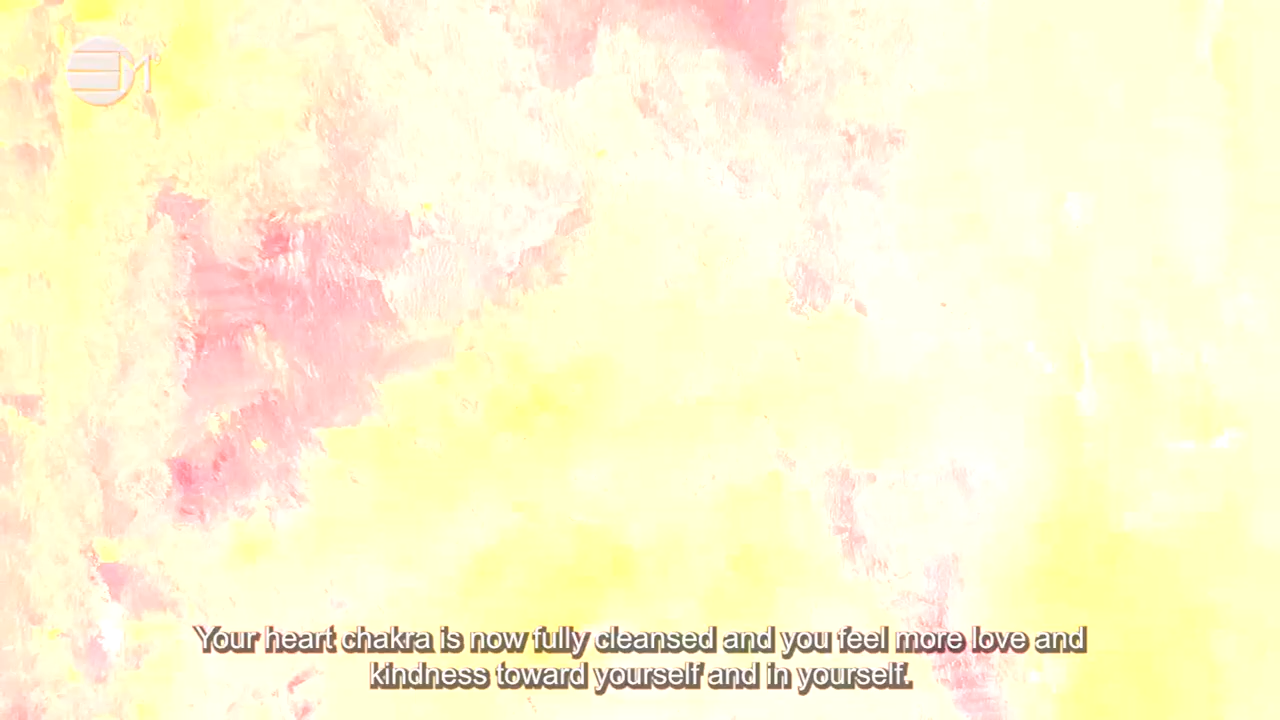 Your heart chakra is now fully cleansed and you feel more love and
kindness toward yourself and in yourself.